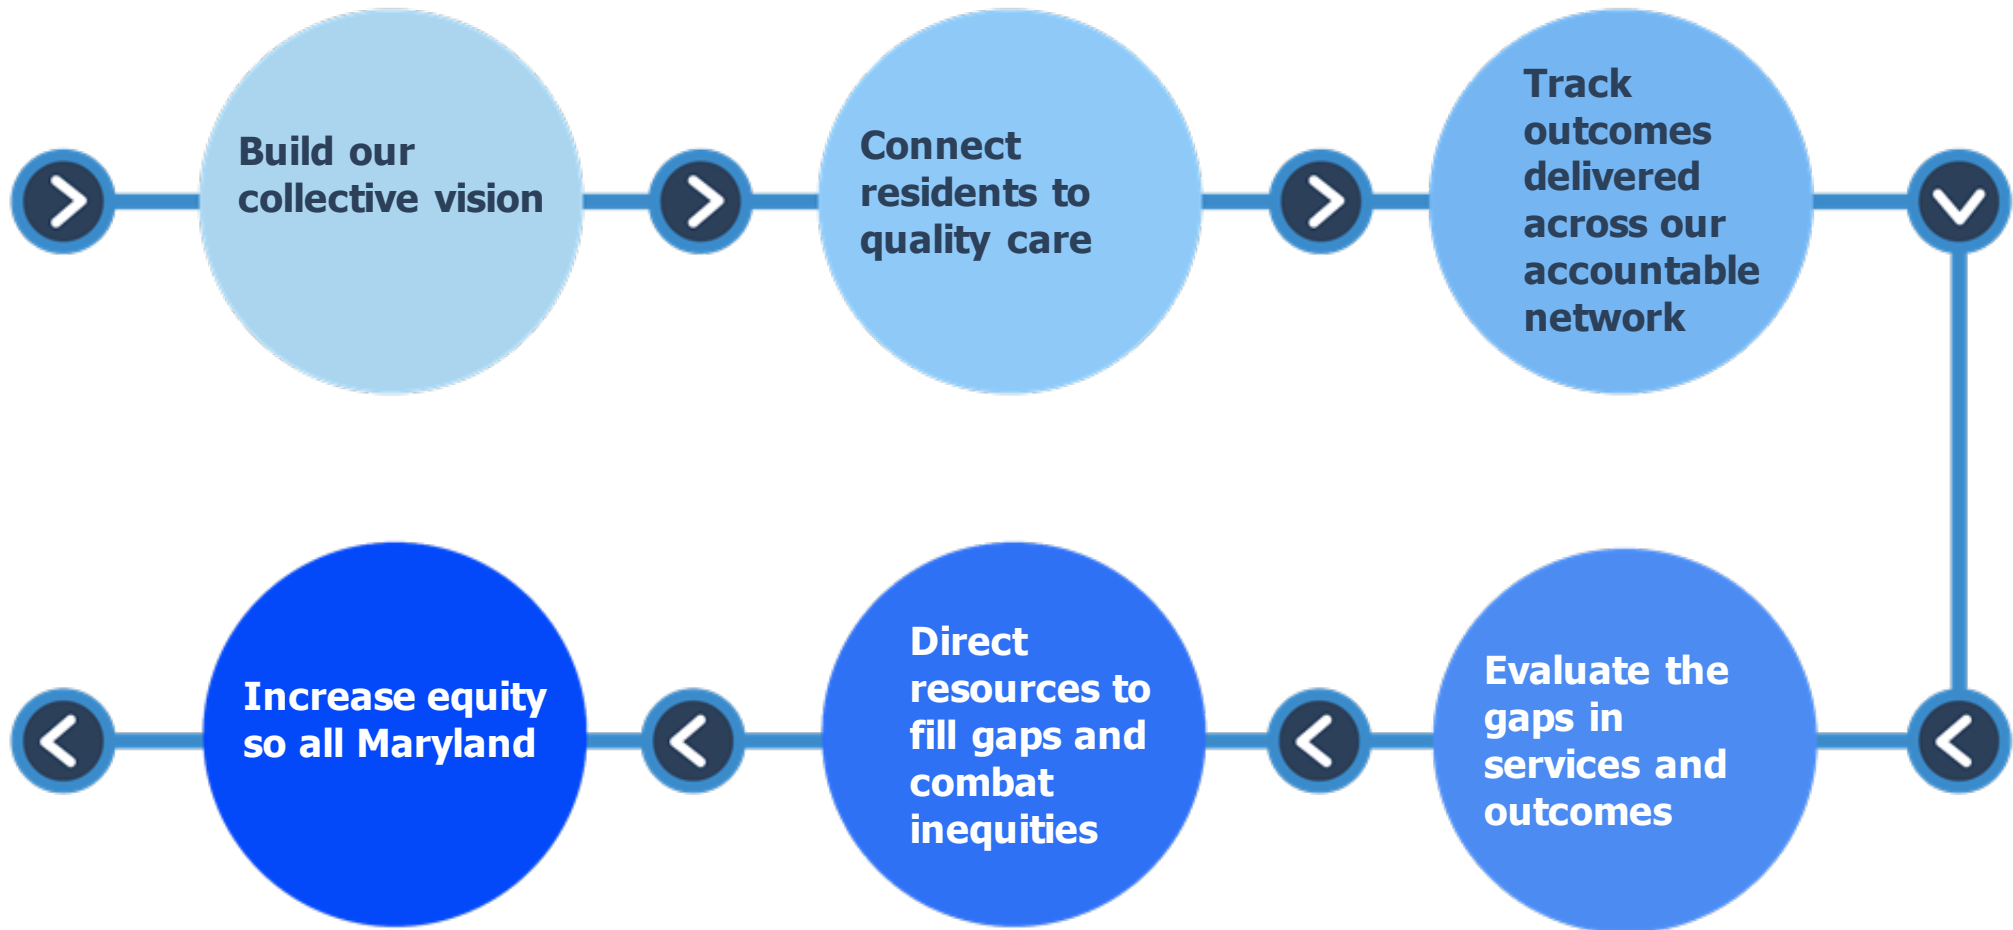 Build our
collective vision
Connect
residents to
quality care
Track
outcomes
delivered
across our
accountable
network
Evaluate the
gaps in
services and
outcomes
Direct
resources to
fill gaps and
combat
inequities
Increase equity
so all Maryland